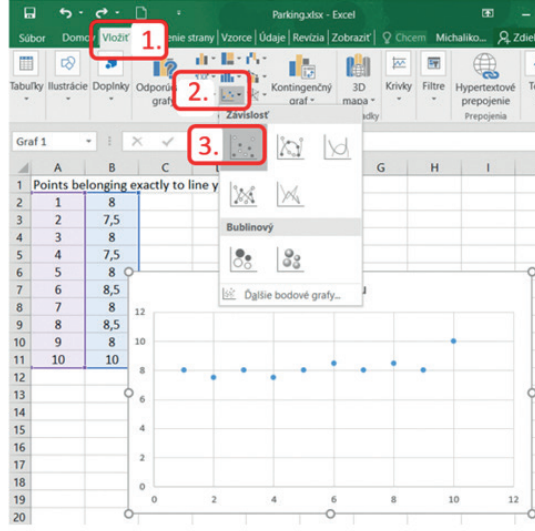 Parking.xlsx - Excel
Súbor Domov Vložiť 1. enie strany Vzorce Údaje Revízia Zobraziť Chcem Michaliko... Zdieľ
Tabuľky Ilustrácie Doplnky Odporúč 2. Kontingenčný 3D Krivky Filtre Hypertextové
grafy graf mapa prepojenie
Závislosť Prepojenia
Graf 1 3.
A B C G H I
1 Points belonging exactly to line y
2 1 8
3 2 7,5
4 3 8
5 4 7,5
6 5 8
7 6 8,5
8 7 8
9 8 8,5
10 9 8
11 10 10
12
13
14
15
16
17
18
19
20
Bublinový
Ďalšie bodové grafy...
u
12
10
8
6
4
2
0
0 2 4 6 8 10 12